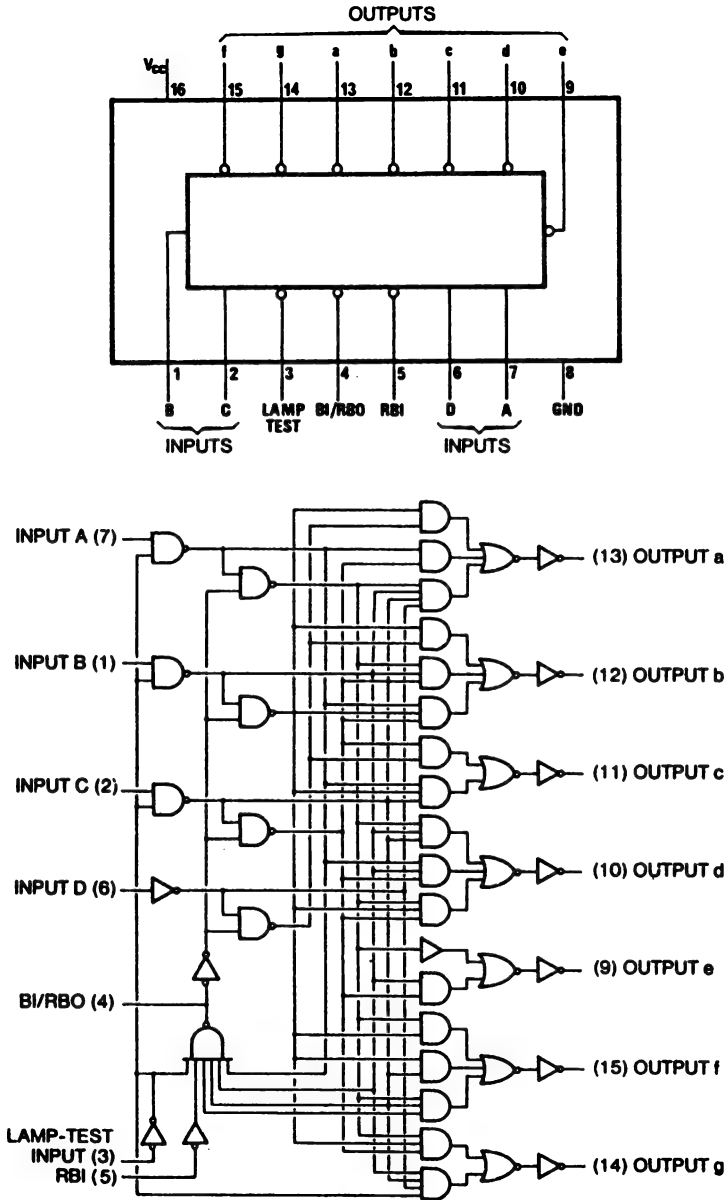 OUTPUTS
f g a b c d e
VCC
16 15 14 13 12 11 10 9
1 2 3 4 5 6 7 8
B C LAMP TEST BI/RBO RBI D A GND
INPUTS INPUTS
INPUT A (7)
(13) OUTPUT a
INPUT B (1)
(12) OUTPUT b
(11) OUTPUT c
INPUT C (2)
(10) OUTPUT d
INPUT D (6)
(9) OUTPUT e
BI/RBO (4)
(15) OUTPUT f
LAMP-TEST
INPUT (3)
RBI (5)
(14) OUTPUT g